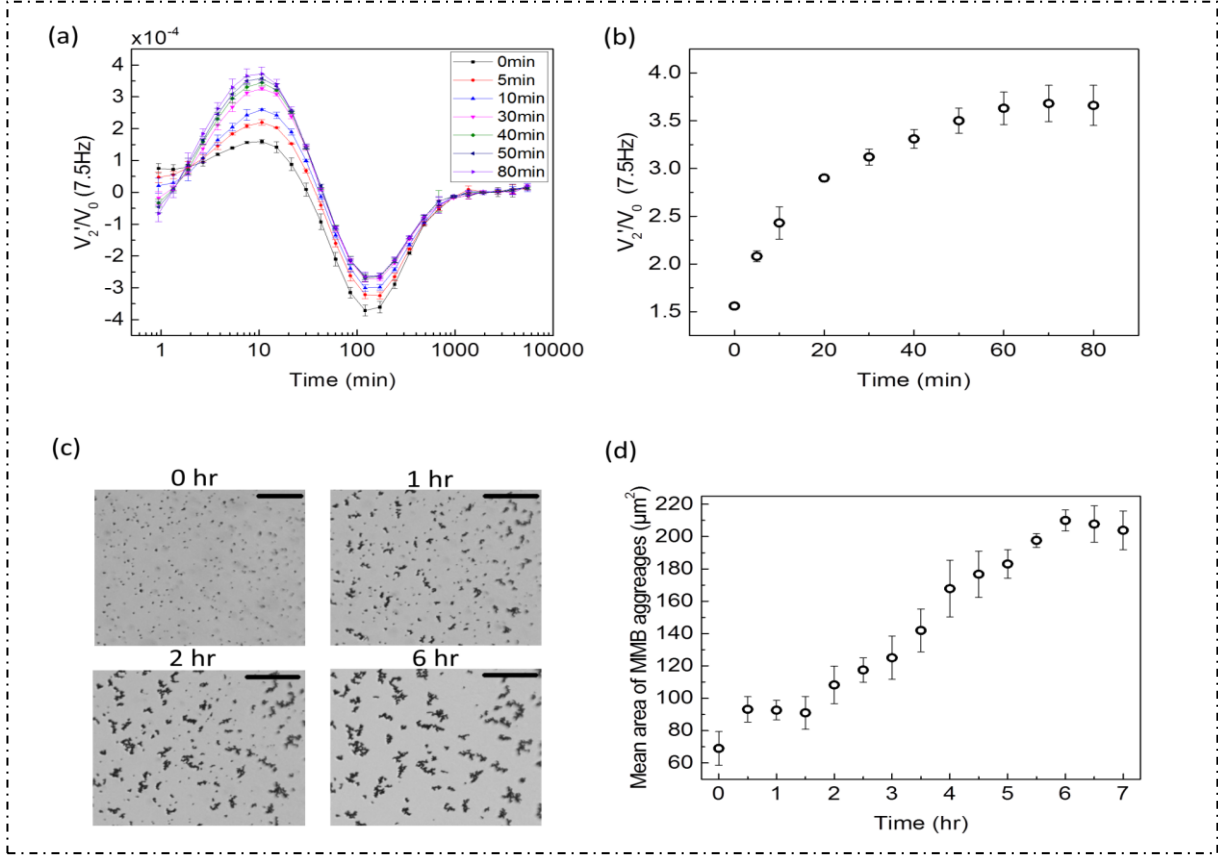 (a)
×10⁻⁴
V₂'/V₀ (7.5Hz)
4
3
2
1
0
-1
-2
-3
-4
0min
5min
10min
30min
40min
50min
80min
1
10
100
1000
10000
Time (min)
(b)
V₂'/V₀ (7.5Hz)
4.0
3.5
3.0
2.5
2.0
1.5
0
20
40
60
80
Time (min)
(c)
0 hr
1 hr
2 hr
6 hr
(d)
Mean area of MMB aggreages (µm²)
220
200
180
160
140
120
100
80
60
0
1
2
3
4
5
6
7
Time (hr)